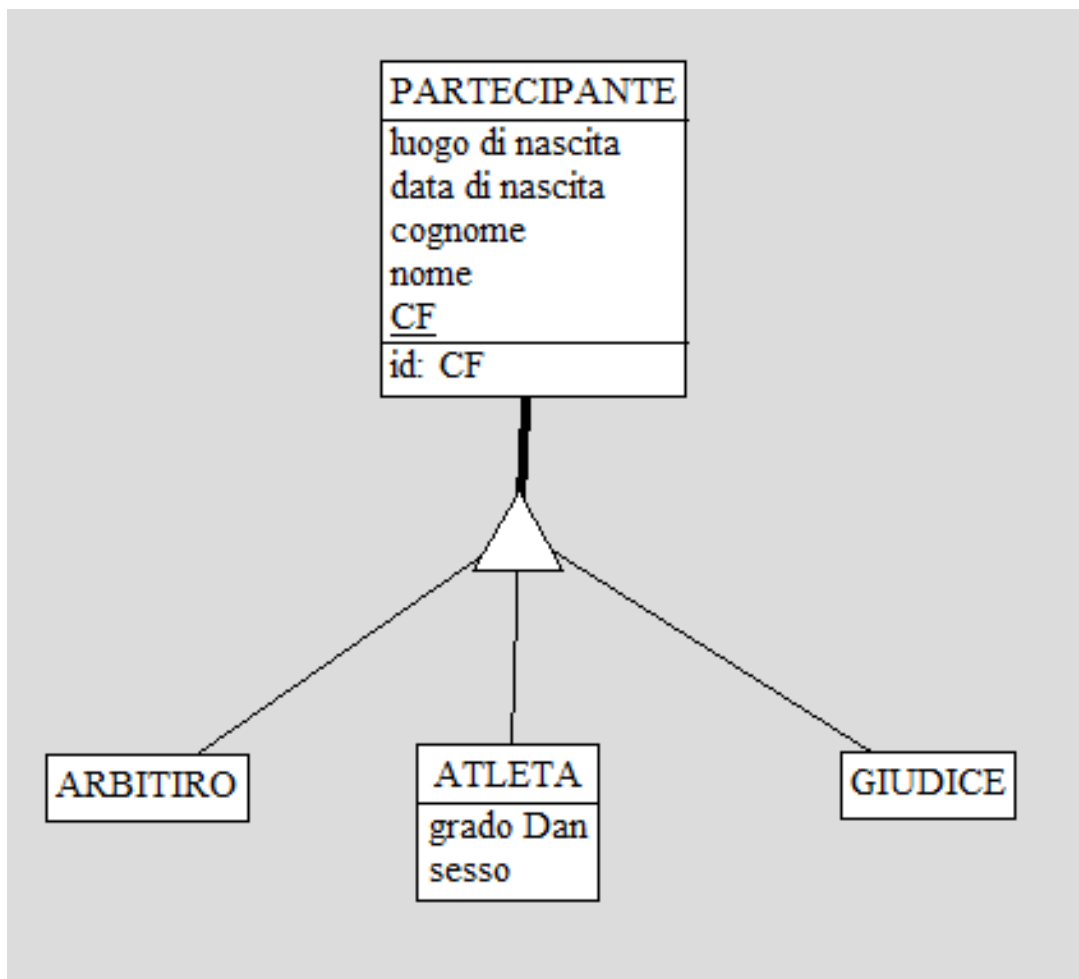 PARTECIPANTE
luogo di nascita
data di nascita
cognome
nome
CF
id: CF
ARBITIRO
ATLETA
grado Dan
sesso
GIUDICE